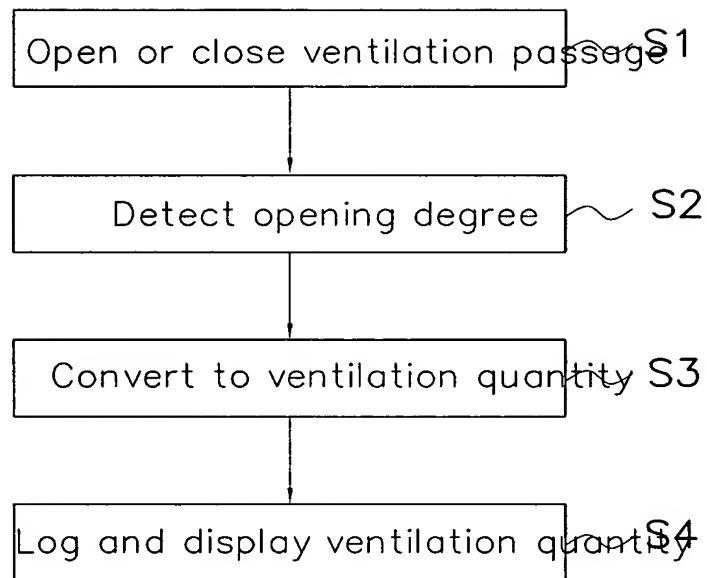 Open or close ventilation passage S1
Detect opening degree S2
Convert to ventilation quantity S3
Log and display ventilation quantity S4